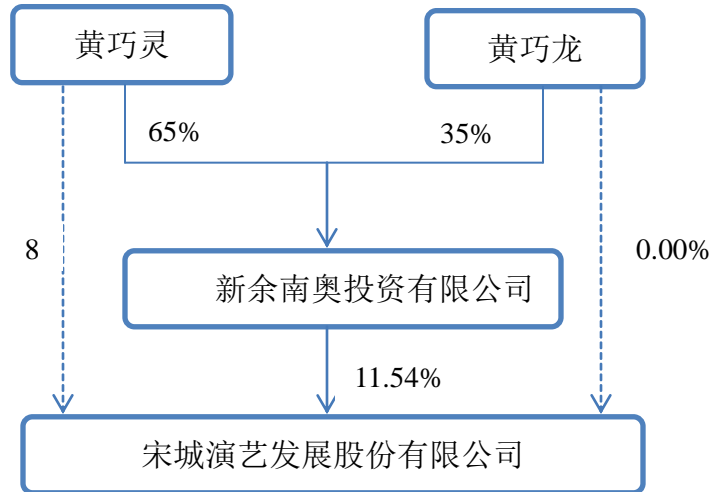 黄巧灵
黄巧龙
65%
35%
8
0.00%
新余南奥投资有限公司
11.54%
宋城演艺发展股份有限公司